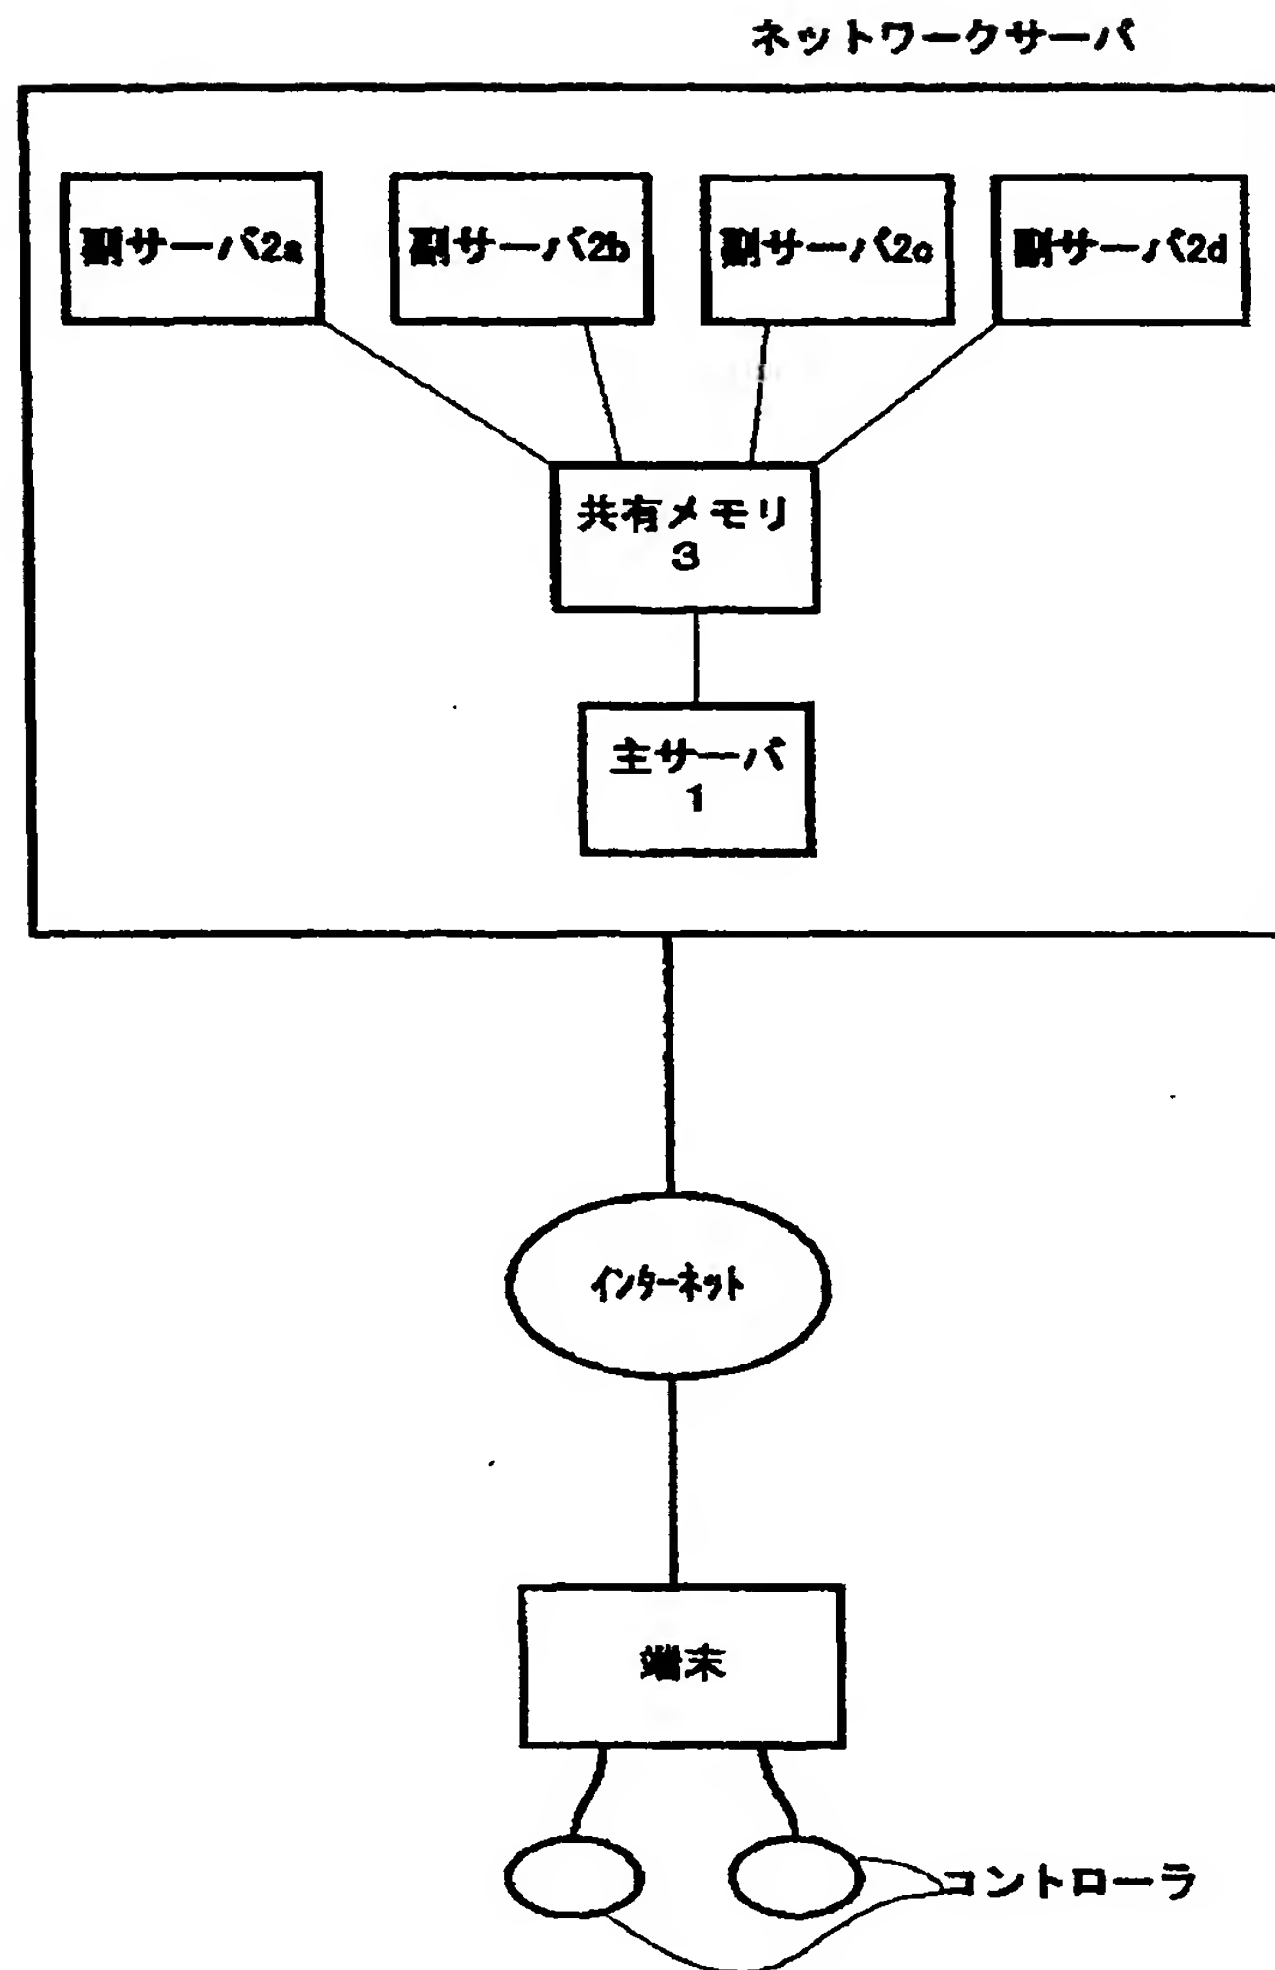 ネットワークサーバ
副サーバ2a
副サーバ2b
副サーバ2c
副サーバ2d
共有メモリ
3
主サーバ
1
インターネット
端末
コントローラ